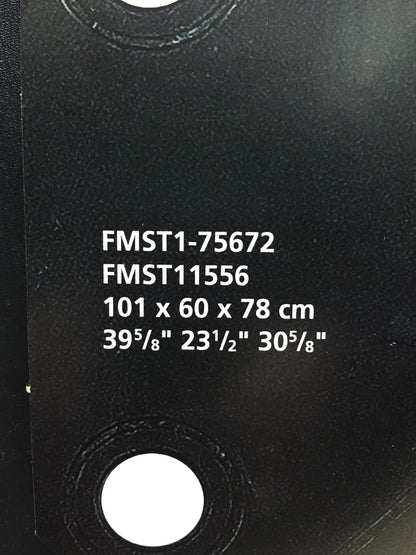 FMST1-75672
FMST11556
101 x 60 x 78 cm
39⁵/₈" 23¹/₂" 30⁵/₈"